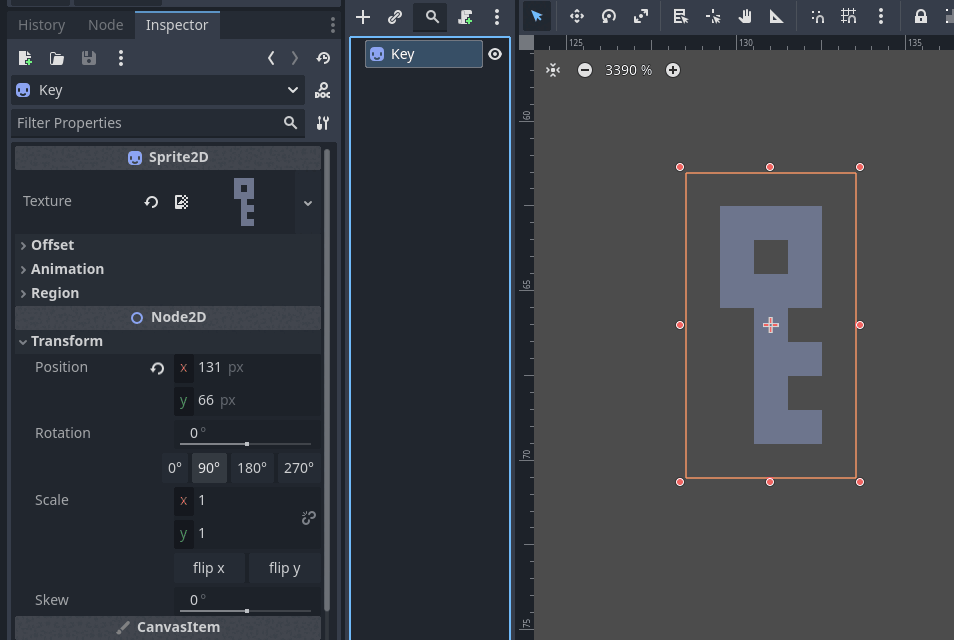 History Node Inspector
Key
Filter Properties
Sprite2D
Texture
Offset
Animation
Region
Node2D
Transform
Position x 131 px
y 66 px
Rotation 0°
0° 90° 180° 270°
Scale x 1
y 1
flip x flip y
Skew 0°
CanvasItem
DOC
Key
125 130 135
3390 %
60
65
70
75